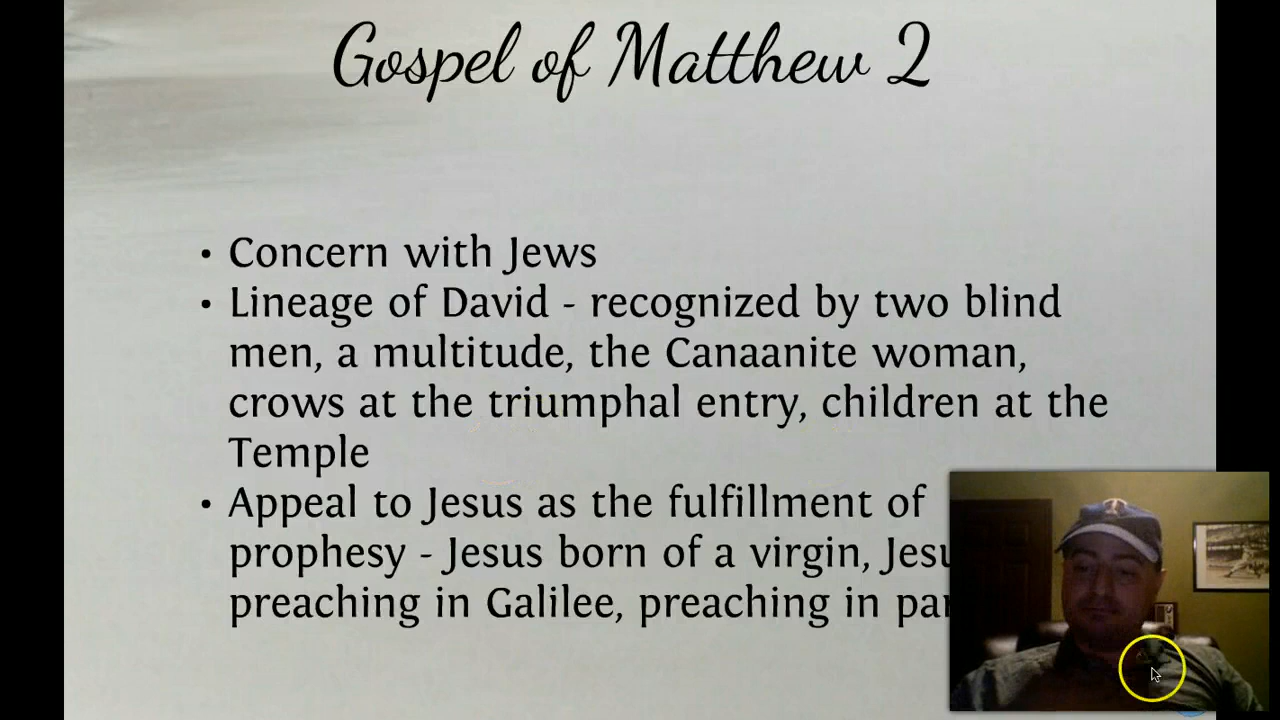 Gospel of Matthew 2
• Concern with Jews
• Lineage of David - recognized by two blind
men, a multitude, the Canaanite woman,
crows at the triumphal entry, children at the
Temple
• Appeal to Jesus as the fulfillment of
prophesy - Jesus born of a virgin,
preaching in Galilee, preaching in